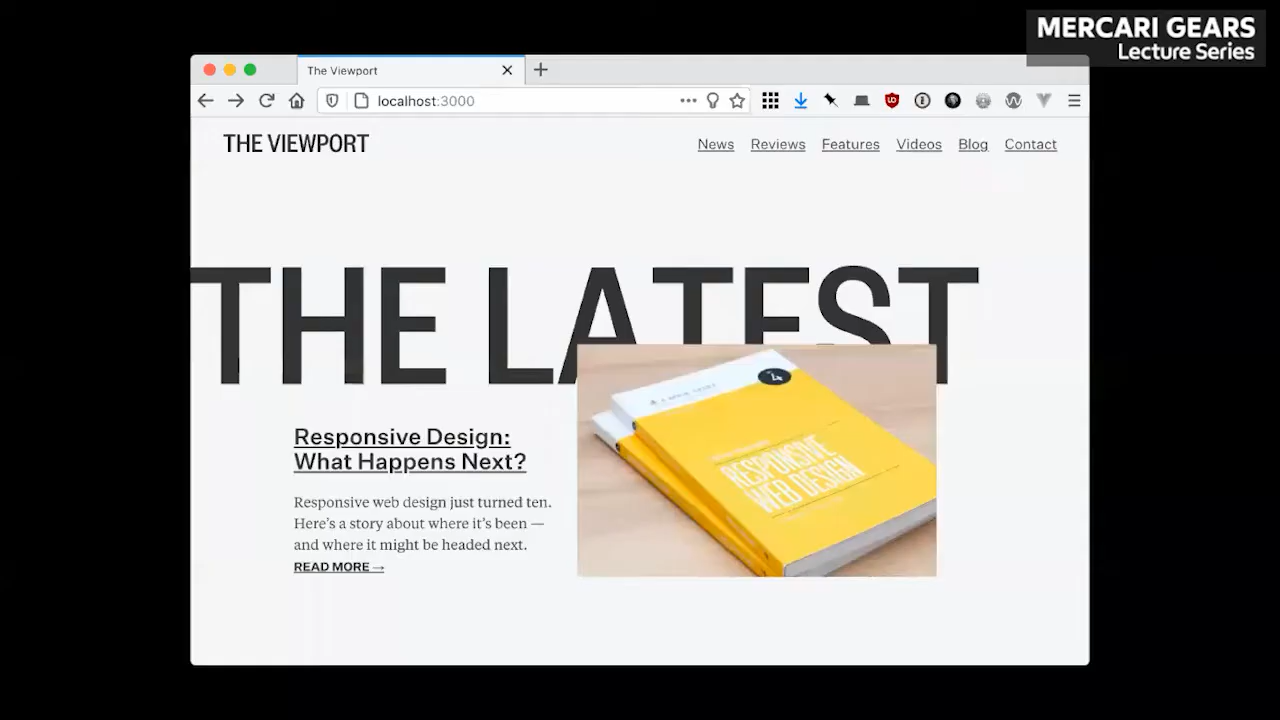 MERCARI GEARS
Lecture Series
The Viewport
localhost:3000
THE VIEWPORT
News Reviews Features Videos Blog Contact
THE LATEST
4
RESPONSIVE
WEB DESIGN
Responsive Design:
What Happens Next?
Responsive web design just turned ten.
Here's a story about where it's been —
and where it might be headed next.
READ MORE →